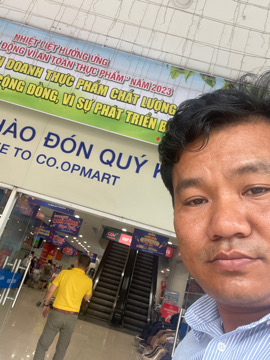 NHIỆT LIỆT HƯỞNG ỨNG
ĐỘNG VÌ AN TOÀN THỰC PHẨM" NĂM 2023
DOANH THỰC PHẨM CHẤT LƯỢNG
CỘNG ĐỒNG, VÌ SỰ PHÁT TRIỂN
HÀO ĐÓN QUÝ K
E TO CO.OPMART